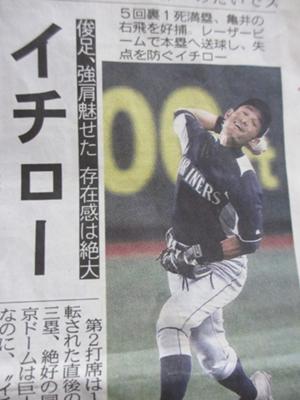 ５回裏１死満塁、亀井の
右飛を好捕。レーザービ
ームで本塁へ送球し、失
点を防ぐイチロー
イチロー
俊足、強肩魅せた 存在感は絶大
00
RINERS
第２打席は１
転された直後の
三塁、絶好の同
京ドームは巨
なのに、〝イ